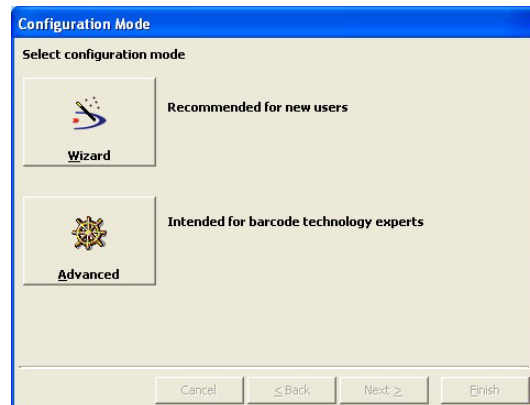 Configuration Mode
Select configuration mode
Recommended for new users
Wizard
Intended for barcode technology experts
Advanced
Cancel
< Back
Next >
Finish